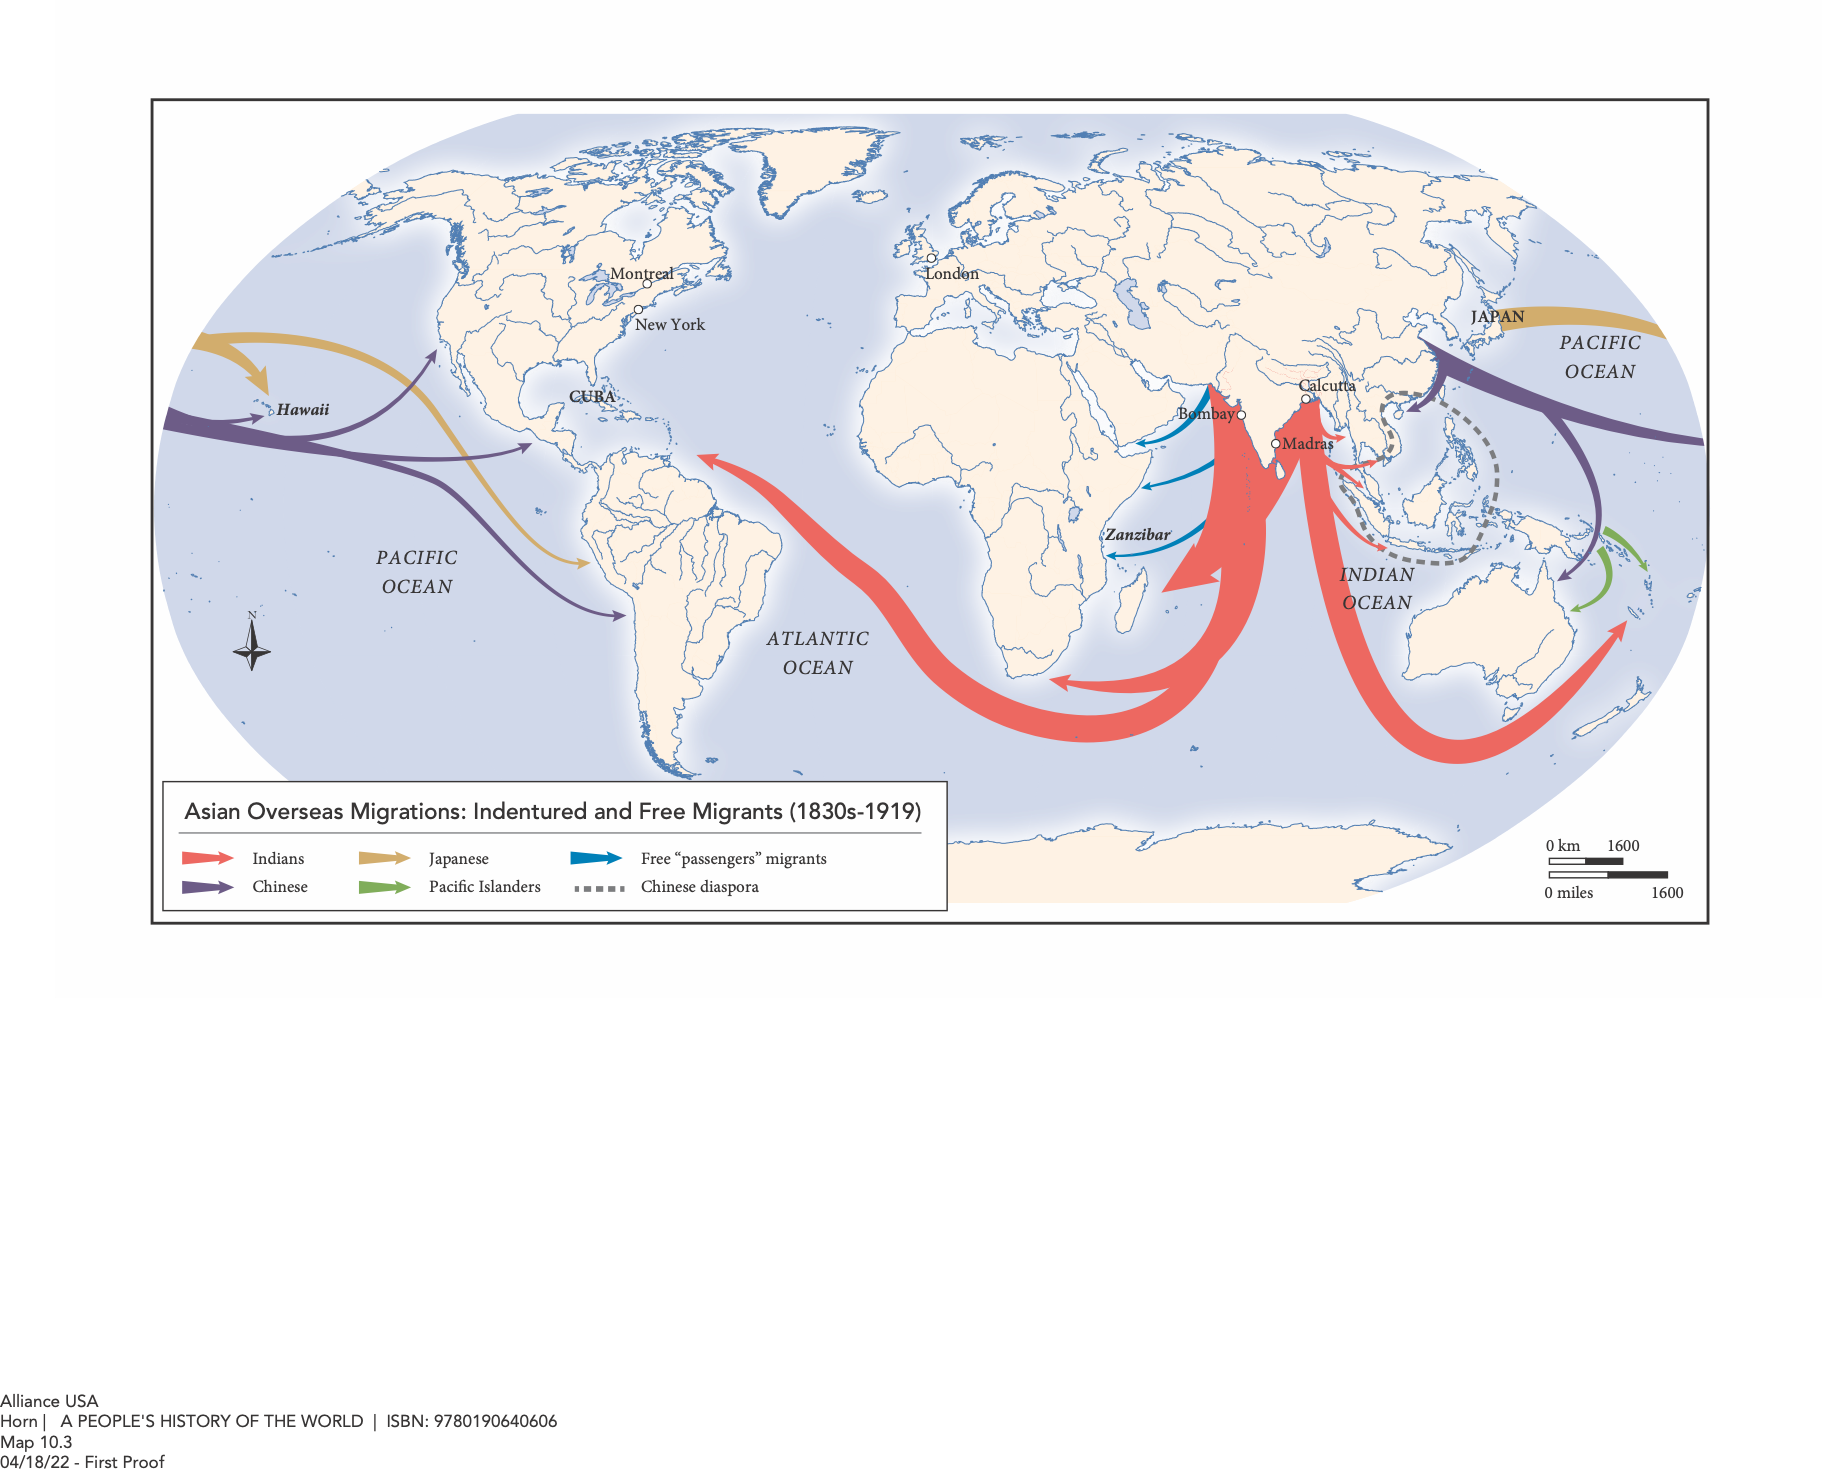 Montreal
London
New York
JAPAN
PACIFIC
OCEAN
CUBA
Calcutta
Hawaii
Bombay
Madras
Zanzibar
PACIFIC
OCEAN
INDIAN
OCEAN
N
ATLANTIC
OCEAN
Asian Overseas Migrations: Indentured and Free Migrants (1830s-1919)
Indians
Japanese
Free “passengers” migrants
Chinese
Pacific Islanders
Chinese diaspora
0 km 1600
0 miles 1600
Alliance USA
Horn | A PEOPLE'S HISTORY OF THE WORLD | ISBN: 9780190640606
Map 10.3
04/18/22 - First Proof